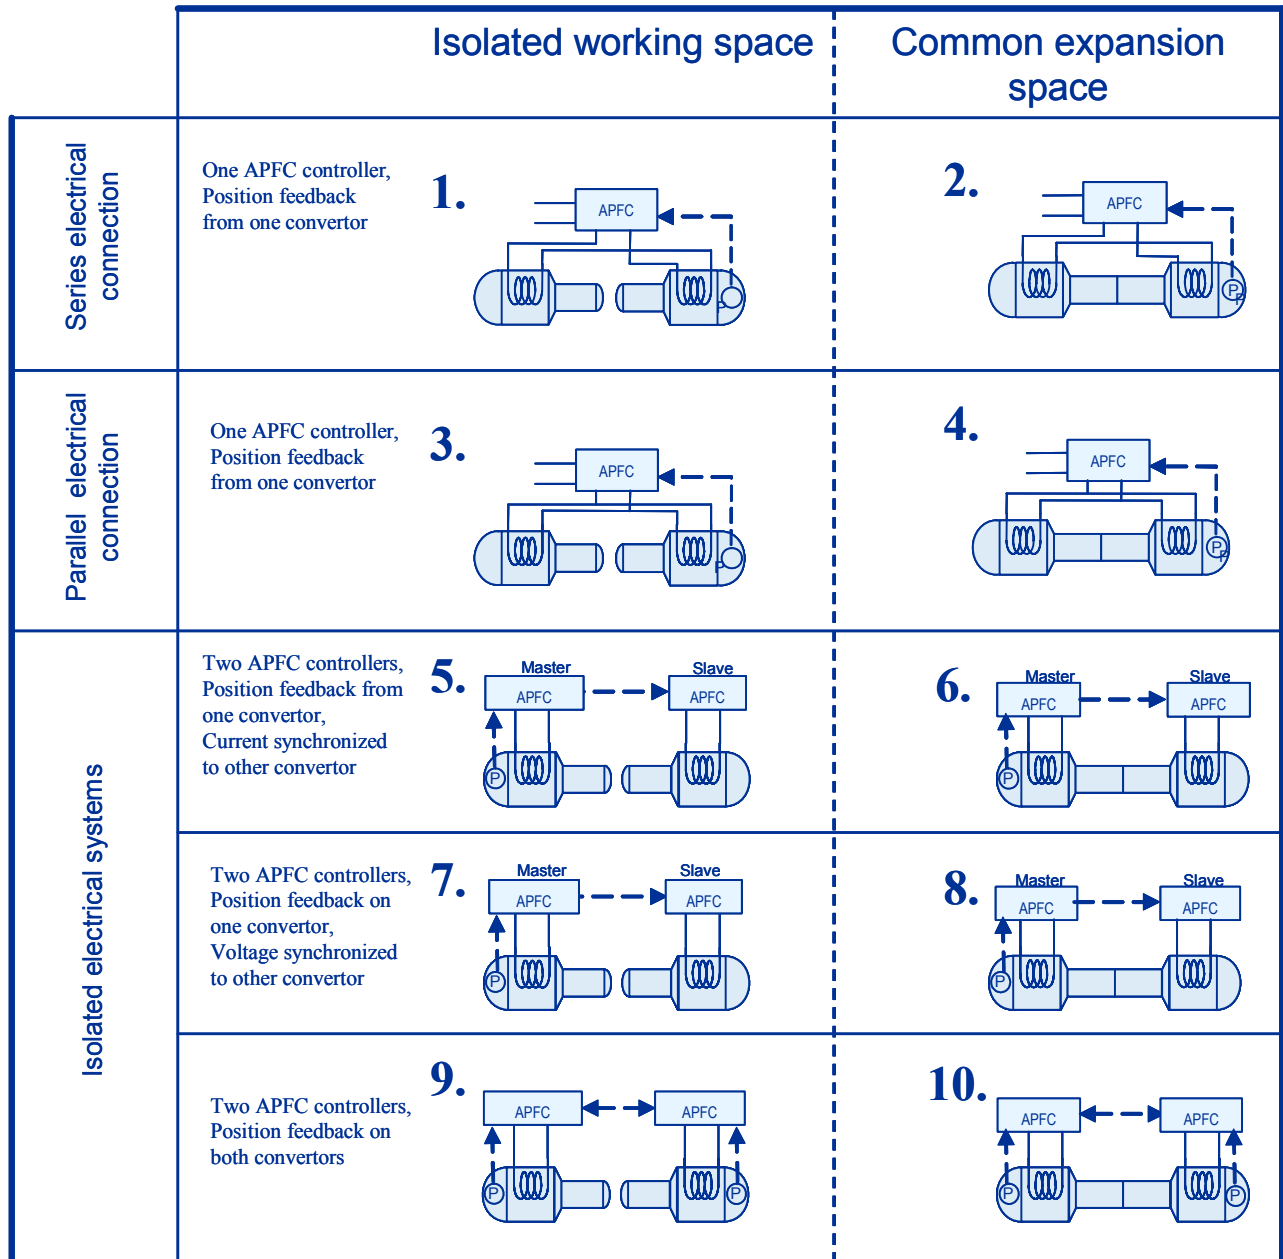 Isolated working space
Common expansion
space
Series electrical
connection
One APFC controller,
Position feedback
from one convertor
1.
APFC
P
2.
APFC
P
P
Parallel electrical
connection
One APFC controller,
Position feedback
from one convertor
3.
APFC
P
4.
APFC
P
P
Isolated electrical systems
Two APFC controllers,
Position feedback from
one convertor,
Current synchronized
to other convertor
5.
Master
Slave
APFC
APFC
P
6.
Master
Slave
APFC
APFC
P
Two APFC controllers,
Position feedback on
one convertor,
Voltage synchronized
to other convertor
7.
Master
Slave
APFC
APFC
P
8.
Master
Slave
APFC
APFC
P
Two APFC controllers,
Position feedback on
both convertors
9.
APFC
APFC
P
P
10.
APFC
APFC
P
P